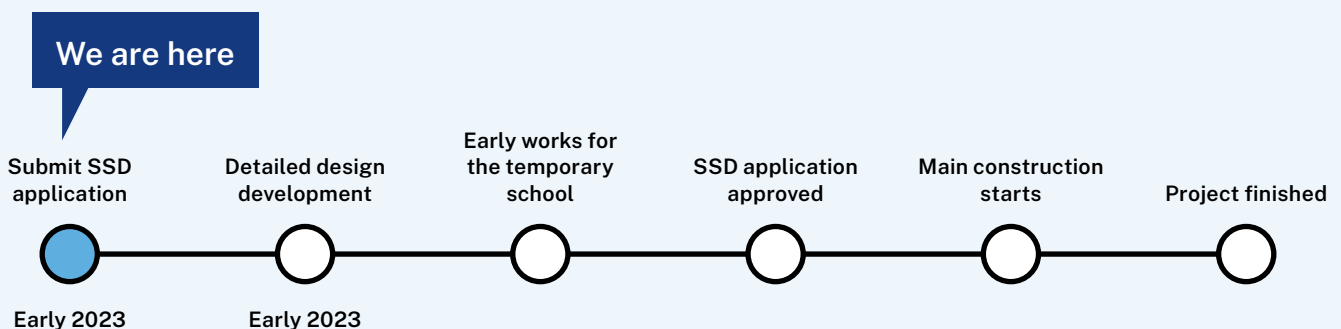 We are here
Submit SSD
application
Detailed design
development
Early works for
the temporary
school
SSD application
approved
Main construction
starts
Project finished
Early 2023
Early 2023